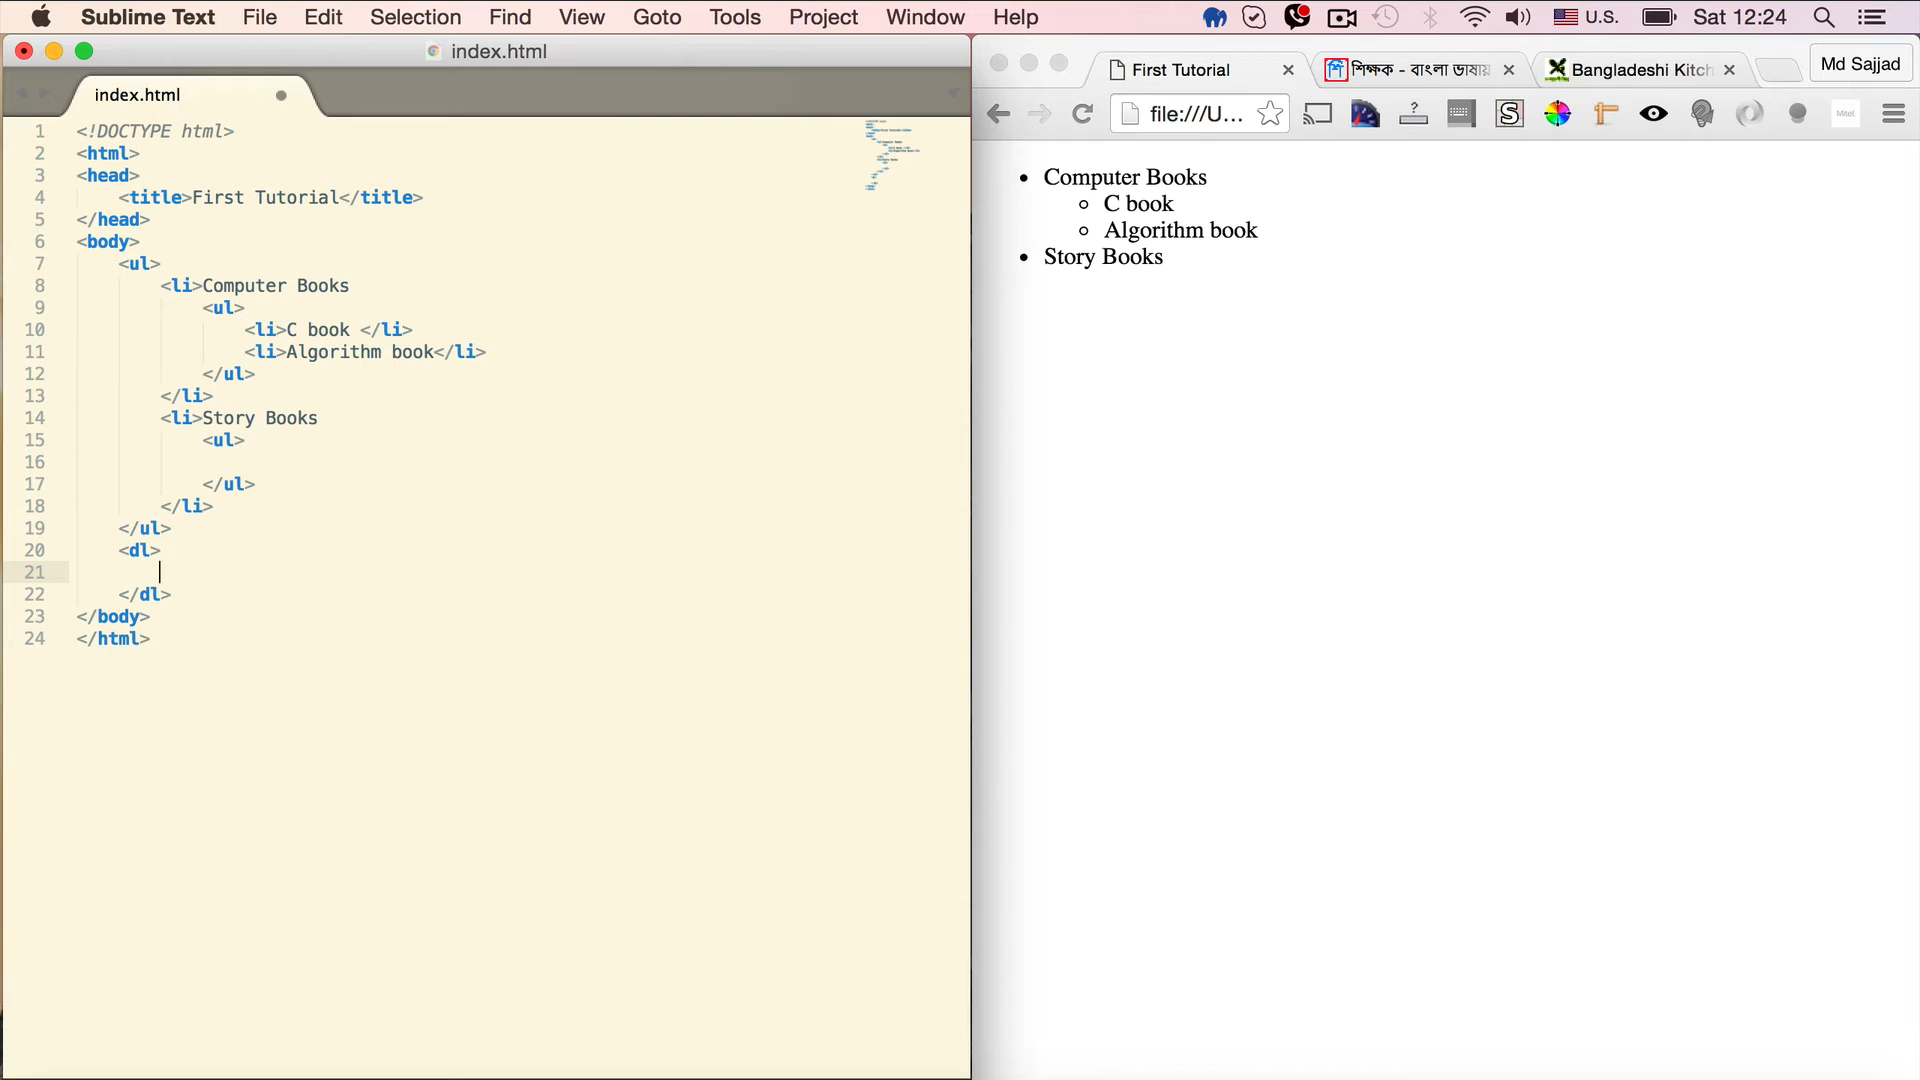 Sublime Text File Edit Selection Find View Goto Tools Project Window Help U.S. Sat 12:24
index.html
index.html
First Tutorial
শিক্ষক - বাংলা ভাষায়
Bangladeshi Kitch
Md Sajjad
file:///U...
Mitel
1 <!DOCTYPE html>
2 <html>
3 <head>
4 <title>First Tutorial</title>
5 </head>
6 <body>
7 <ul>
8 <li>Computer Books
9 <ul>
10 <li>C book </li>
11 <li>Algorithm book</li>
12 </ul>
13 </li>
14 <li>Story Books
15 <ul>
16
17 </ul>
18 </li>
19 </ul>
20 <dl>
21
22 </dl>
23 </body>
24 </html>
• Computer Books
◦ C book
◦ Algorithm book
• Story Books